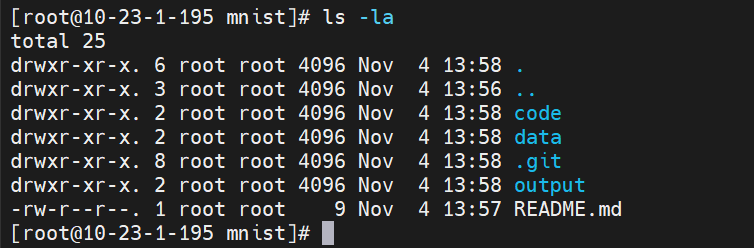 [root@10-23-1-195 mnist]# ls -la
total 25
drwxr-xr-x. 6 root root 4096 Nov  4 13:58 .
drwxr-xr-x. 3 root root 4096 Nov  4 13:56 ..
drwxr-xr-x. 2 root root 4096 Nov  4 13:58 code
drwxr-xr-x. 2 root root 4096 Nov  4 13:58 data
drwxr-xr-x. 8 root root 4096 Nov  4 13:58 .git
drwxr-xr-x. 2 root root 4096 Nov  4 13:58 output
-rw-r--r--. 1 root root    9 Nov  4 13:57 README.md
[root@10-23-1-195 mnist]#